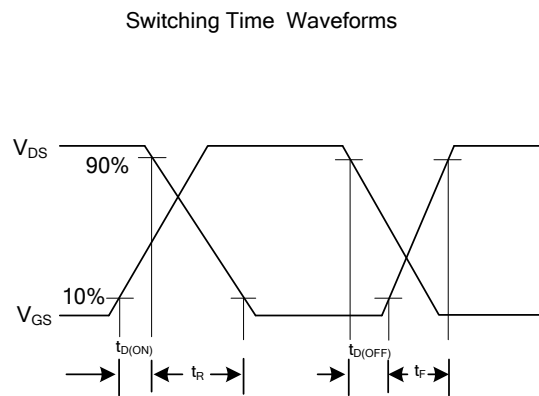 Switching Time Waveforms
V_DS
90%
10%
V_GS
t_D(ON)
t_R
t_D(OFF)
t_F